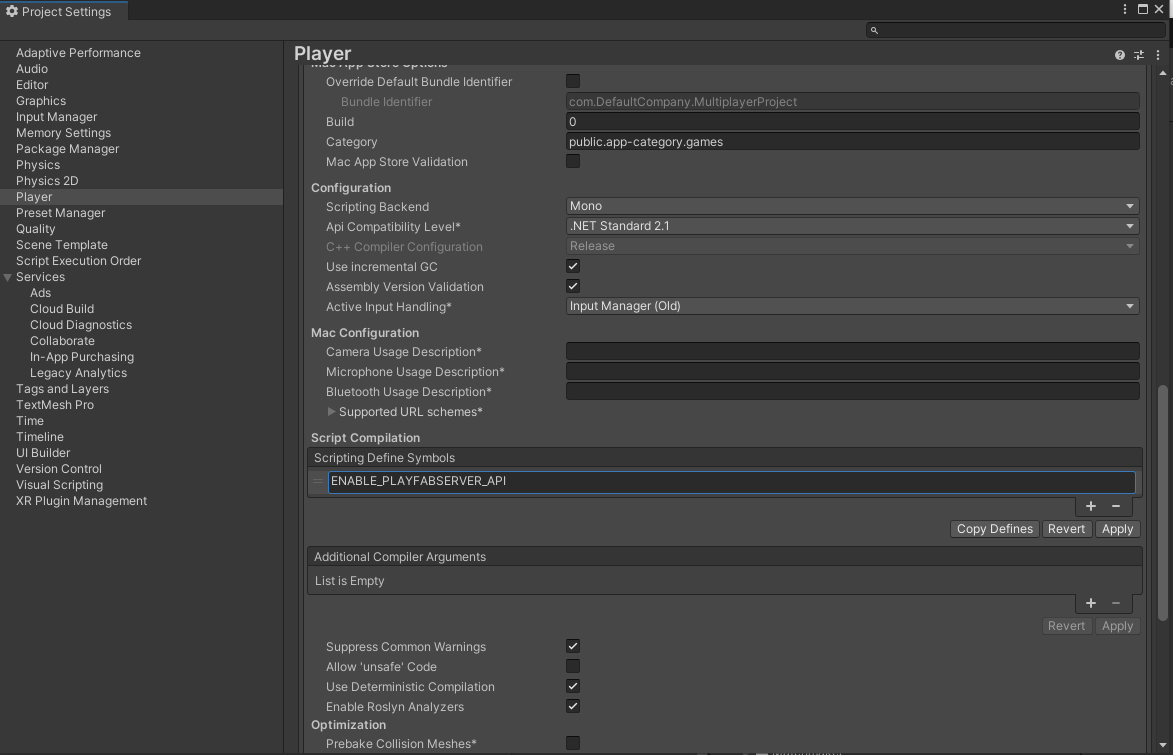 Project Settings
Adaptive Performance
Audio
Editor
Graphics
Input Manager
Memory Settings
Package Manager
Physics
Physics 2D
Player
Preset Manager
Quality
Scene Template
Script Execution Order
Services
Ads
Cloud Build
Cloud Diagnostics
Collaborate
In-App Purchasing
Legacy Analytics
Tags and Layers
TextMesh Pro
Time
Timeline
UI Builder
Version Control
Visual Scripting
XR Plugin Management
Player
Mac App Store Options
Override Default Bundle Identifier
Bundle Identifier com.DefaultCompany.MultiplayerProject
Build 0
Category public.app-category.games
Mac App Store Validation
Configuration
Scripting Backend Mono
Api Compatibility Level* .NET Standard 2.1
C++ Compiler Configuration Release
Use incremental GC
Assembly Version Validation
Active Input Handling* Input Manager (Old)
Mac Configuration
Camera Usage Description*
Microphone Usage Description*
Bluetooth Usage Description*
Supported URL schemes*
Script Compilation
Scripting Define Symbols
ENABLE_PLAYFABSERVER_API
+ −
Copy Defines Revert Apply
Additional Compiler Arguments
List is Empty
+ −
Revert Apply
Suppress Common Warnings
Allow 'unsafe' Code
Use Deterministic Compilation
Enable Roslyn Analyzers
Optimization
Prebake Collision Meshes*